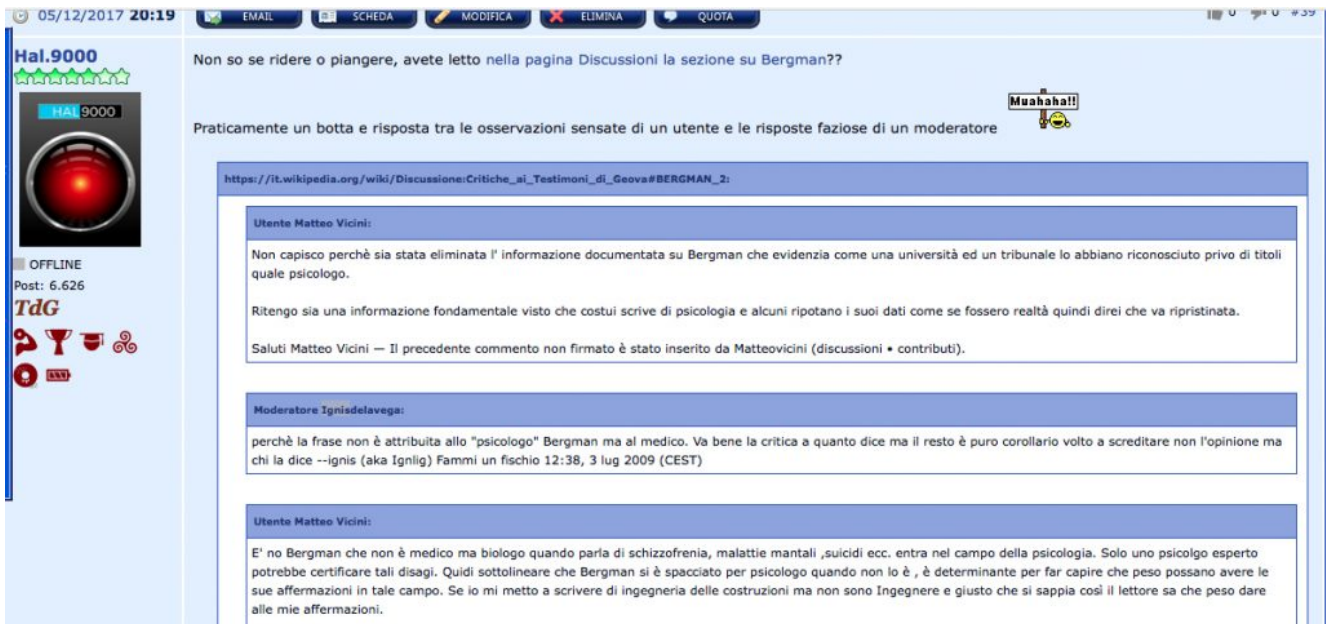 05/12/2017 20:19
EMAIL
SCHEDA
MODIFICA
ELIMINA
QUOTA
0 0 #39
Hal.9000
HAL 9000
OFFLINE
Post: 6.626
TdG
Non so se ridere o piangere, avete letto nella pagina Discussioni la sezione su Bergman??
Muahaha!!
Praticamente un botta e risposta tra le osservazioni sensate di un utente e le risposte faziose di un moderatore
https://it.wikipedia.org/wiki/Discussione:Critiche_ai_Testimoni_di_Geova#BERGMAN_2:
Utente Matteo Vicini:
Non capisco perchè sia stata eliminata l' informazione documentata su Bergman che evidenzia come una università ed un tribunale lo abbiano riconosciuto privo di titoli
quale psicologo.
Ritengo sia una informazione fondamentale visto che costui scrive di psicologia e alcuni ripotano i suoi dati come se fossero realtà quindi direi che va ripristinata.
Saluti Matteo Vicini — Il precedente commento non firmato è stato inserito da Matteovicini (discussioni • contributi).
Moderatore Ignisdelavega:
perchè la frase non è attribuita allo "psicologo" Bergman ma al medico. Va bene la critica a quanto dice ma il resto è puro corollario volto a screditare non l'opinione ma
chi la dice --ignis (aka Ignlig) Fammi un fischio 12:38, 3 lug 2009 (CEST)
Utente Matteo Vicini:
E' no Bergman che non è medico ma biologo quando parla di schizzofrenia, malattie mantali ,suicidi ecc. entra nel campo della psicologia. Solo uno psicolgo esperto
potrebbe certificare tali disagi. Quidi sottolineare che Bergman si è spacciato per psicologo quando non lo è , è determinante per far capire che peso possano avere le
sue affermazioni in tale campo. Se io mi metto a scrivere di ingegneria delle costruzioni ma non sono Ingegnere e giusto che si sappia così il lettore sa che peso dare
alle mie affermazioni.